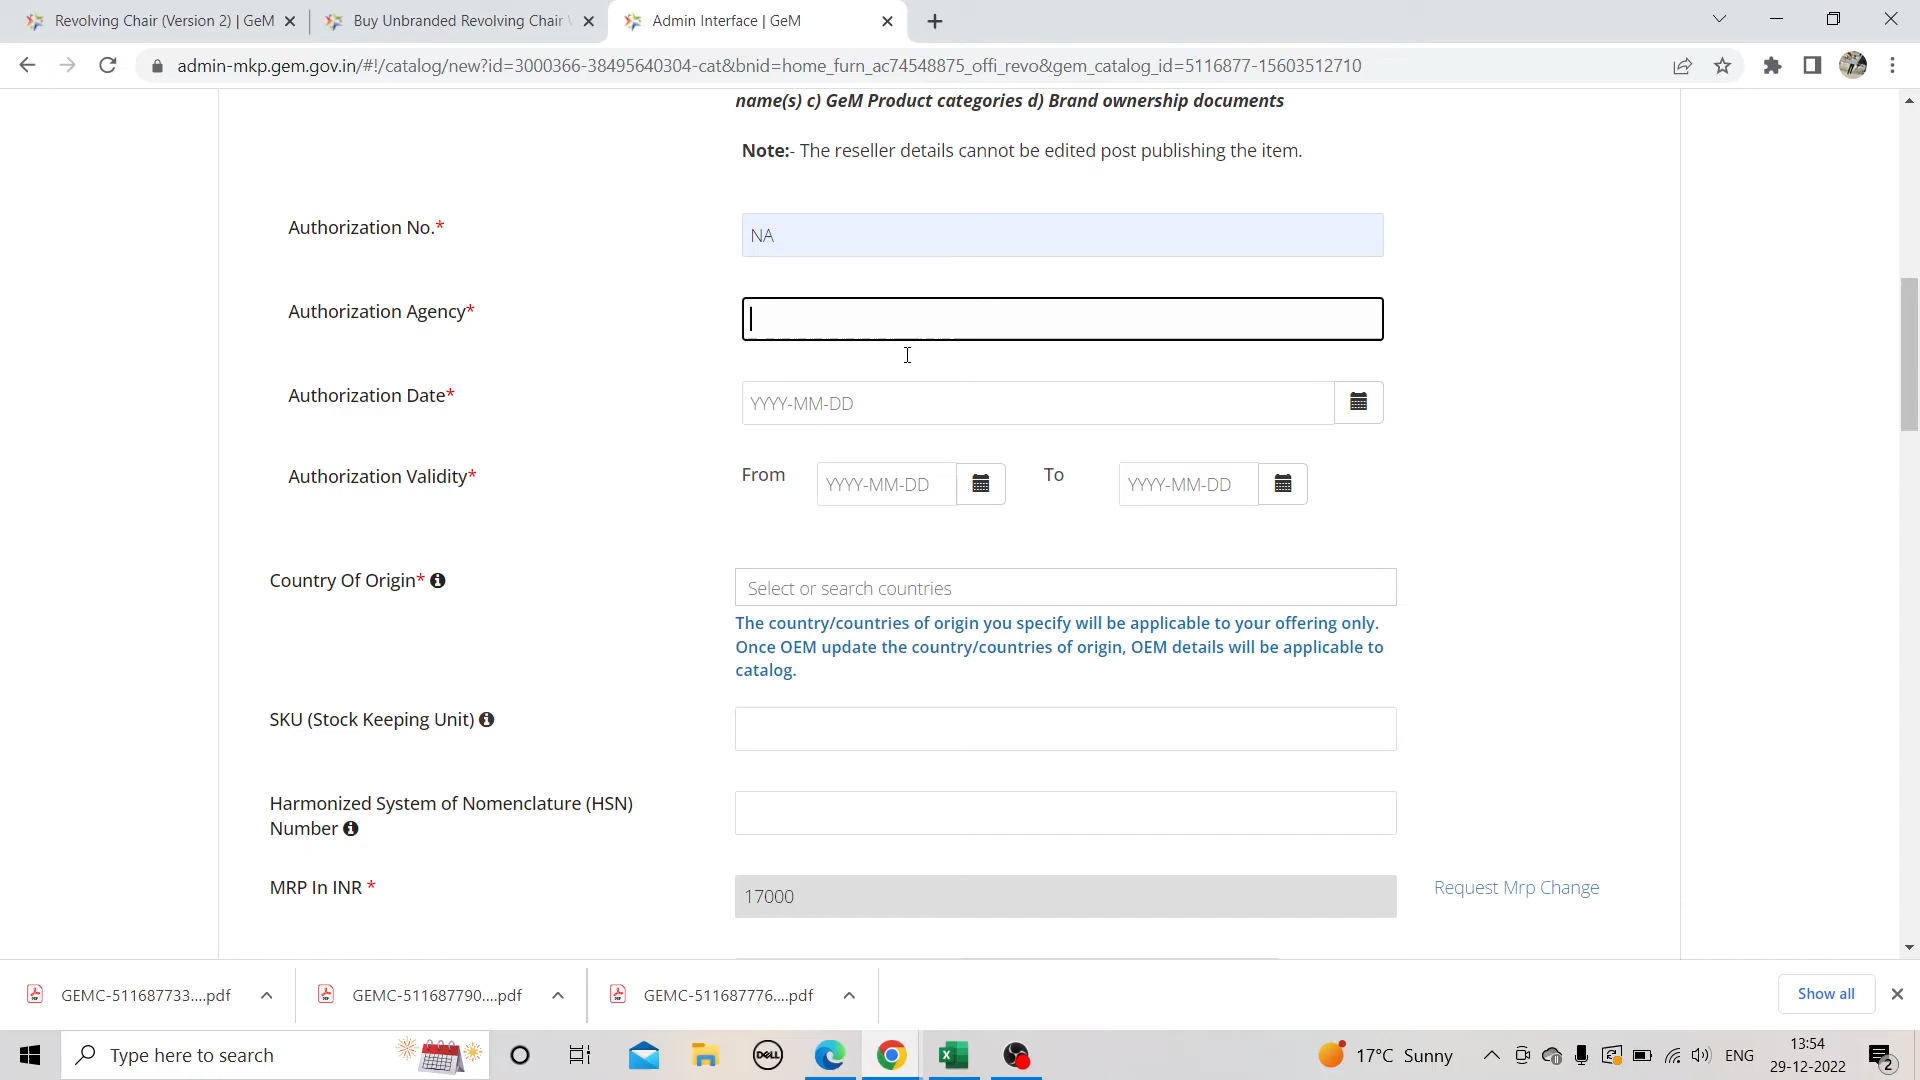 Revolving Chair (Version 2) | GeM
Buy Unbranded Revolving Chair
Admin Interface | GeM
admin-mkp.gem.gov.in/#!/catalog/new?id=3000366-38495640304-cat&bnid=home_furn_ac74548875_offi_revo&gem_catalog_id=5116877-15603512710
name(s) c) GeM Product categories d) Brand ownership documents
Note:- The reseller details cannot be edited post publishing the item.
Authorization No.*
NA
Authorization Agency*
Authorization Date*
YYYY-MM-DD
Authorization Validity*
From
YYYY-MM-DD
To
YYYY-MM-DD
Country Of Origin*
Select or search countries
The country/countries of origin you specify will be applicable to your offering only.
Once OEM update the country/countries of origin, OEM details will be applicable to
catalog.
SKU (Stock Keeping Unit)
Harmonized System of Nomenclature (HSN)
Number
MRP In INR *
17000
Request Mrp Change
GEMC-511687733....pdf
GEMC-511687790....pdf
GEMC-511687776....pdf
Show all
Type here to search
DELL
17°C Sunny
ENG
13:54
29-12-2022
2